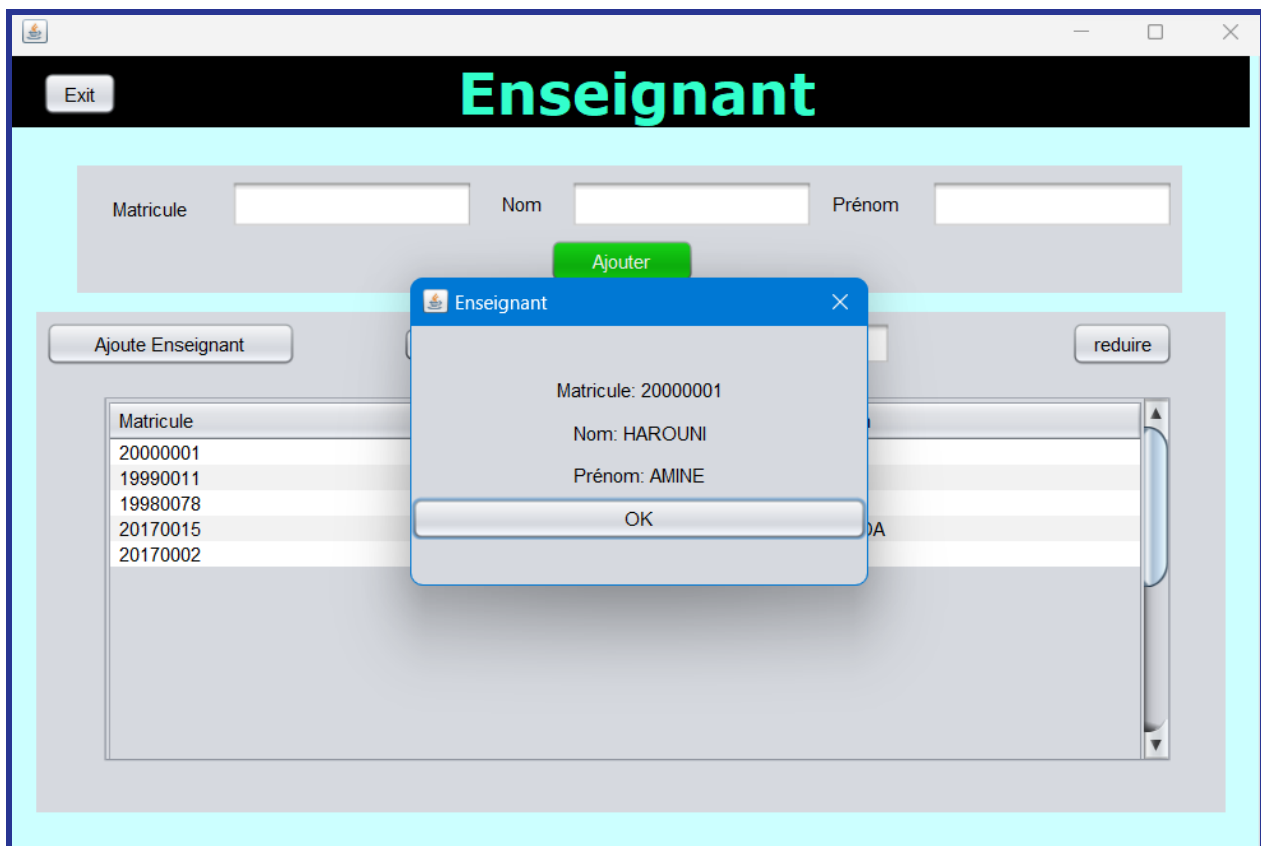 Exit
Enseignant
Matricule
Nom
Prénom
Ajouter
Enseignant
Matricule: 20000001
Nom: HAROUNI
Prénom: AMINE
OK
Ajoute Enseignant
reduire
Matricule
20000001
19990011
19980078
20170015
20170002